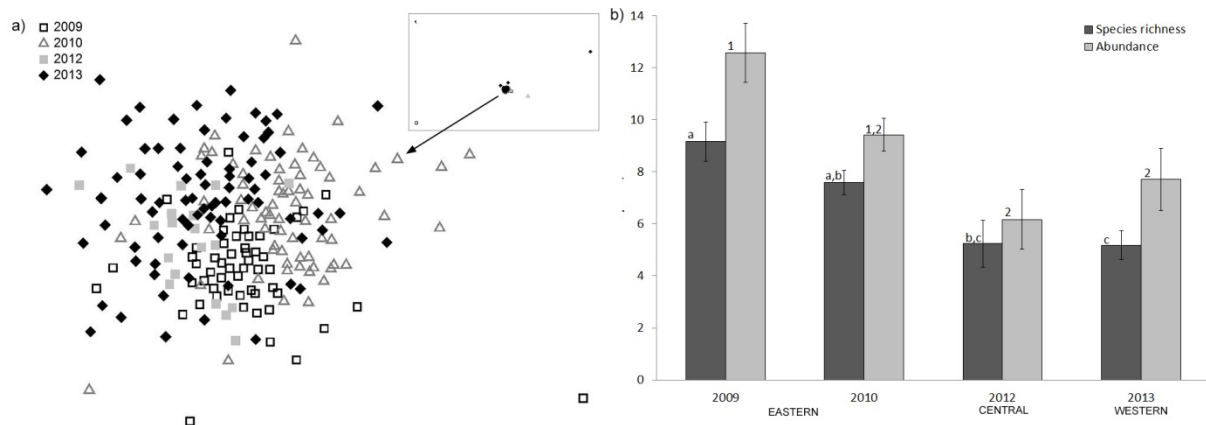 a)
2009
2010
2012
2013
b)
Species richness
Abundance
14
12
10
8
6
4
2
0
a
1
a,b
1,2
b,c
2
c
2
2009
2010
2012
2013
EASTERN
CENTRAL
WESTERN